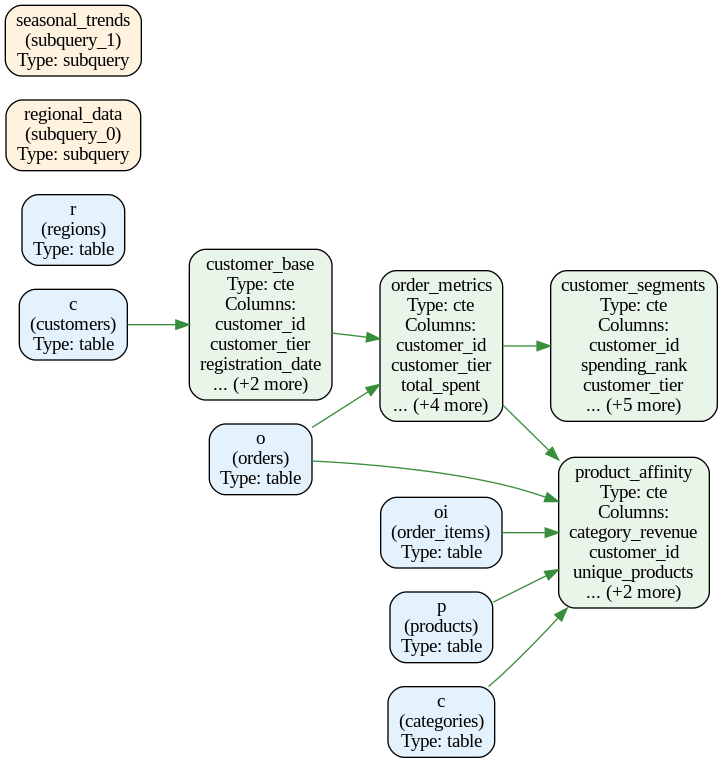 seasonal_trends
(subquery_1)
Type: subquery
regional_data
(subquery_0)
Type: subquery
r
(regions)
Type: table
c
(customers)
Type: table
customer_base
Type: cte
Columns:
customer_id
customer_tier
registration_date
... (+2 more)
o
(orders)
Type: table
order_metrics
Type: cte
Columns:
customer_id
customer_tier
total_spent
... (+4 more)
oi
(order_items)
Type: table
p
(products)
Type: table
c
(categories)
Type: table
customer_segments
Type: cte
Columns:
customer_id
spending_rank
customer_tier
... (+5 more)
product_affinity
Type: cte
Columns:
category_revenue
customer_id
unique_products
... (+2 more)